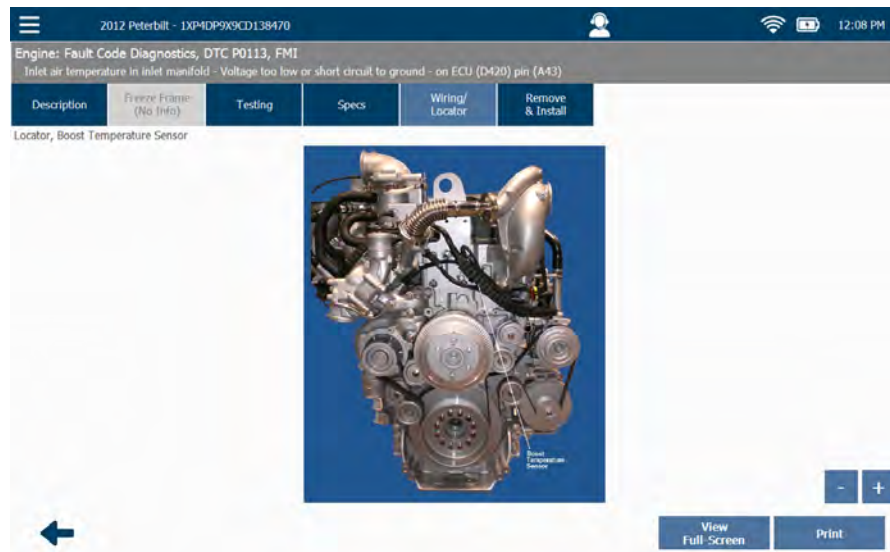 2012 Peterbilt - 1XP4DP9X9CD138470
12:08 PM
Engine: Fault Code Diagnostics, DTC P0113, FMI
Inlet air temperature in inlet manifold - Voltage too low or short circuit to ground - on ECU (D420) pin (A43)
Description
Freeze Frame
(No Info)
Testing
Specs
Wiring/
Locator
Remove
& Install
Locator, Boost Temperature Sensor
Boost
Temperature
Sensor
- +
View
Full-Screen
Print